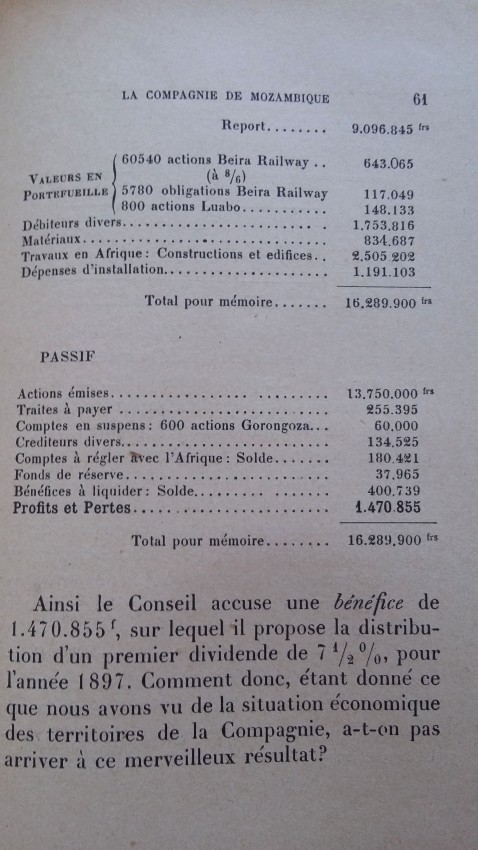 LA COMPAGNIE DE MOZAMBIQUE 61
Report........ 9.096.845 frs
VALEURS EN PORTEFUEILLE
60540 actions Beira Railway .. 643.065
(à 8/6)
5780 obligations Beira Railway 117.049
800 actions Luabo........... 148.133
Débiteurs divers............................ 1.753.816
Matériaux.................................. 834.687
Travaux en Afrique: Constructions et edifices.. 2.505 202
Dépenses d'installation..................... 1.191.103
Total pour mémoire....... 16.289.900 frs
PASSIF
Actions émises................. ......... 13.750.000 frs
Traites à payer ........................... 255.395
Comptes en suspens: 600 actions Gorongoza... 60,000
Crediteurs divers........................... 134.525
Comptes à régler avec l'Afrique: Solde....... 180.421
Fonds de réserve........................... 37,965
Bénéfices à liquider: Solde......... ........ 400.739
Profits et Pertes......................... 1.470.855
Total pour mémoire........ 16.289,900 frs
Ainsi le Conseil accuse une bénéfice de
1.470.855f, sur lequel il propose la distribu-
tion d'un premier dividende de 7 1/2 0/0, pour
l'année 1897. Comment donc, étant donné ce
que nous avons vu de la situation économique
des territoires de la Compagnie, a-t-on pas
arriver à ce merveilleux résultat?